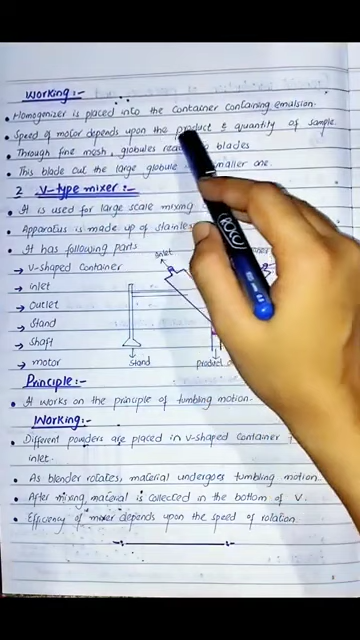 Working:-
• Homogenizer is placed into the container containing emulsion.
• Speed of motor depends upon the product & quantity of sample.
• Through fine mesh, globules rea blades
• This blade cut the large globule smaller one.
2 V-type mixer:-
• It is used for large scale mixing
• Apparatus is made up of stainles
• It has following parts
→ V-shaped container
inlet
→ inlet
→ Outlet
→ Stand
→ Shaft
→ motor
stand
product
Principle:-
• It works on the principle of tumbling motion.
Working:-
• Different powders are placed in V-shaped container
inlet.
• As blender rotates, material undergoes tumbling motion
• After mixing material is collected in the bottom of V.
• Efficiency of mixer depends upon the speed of rotation